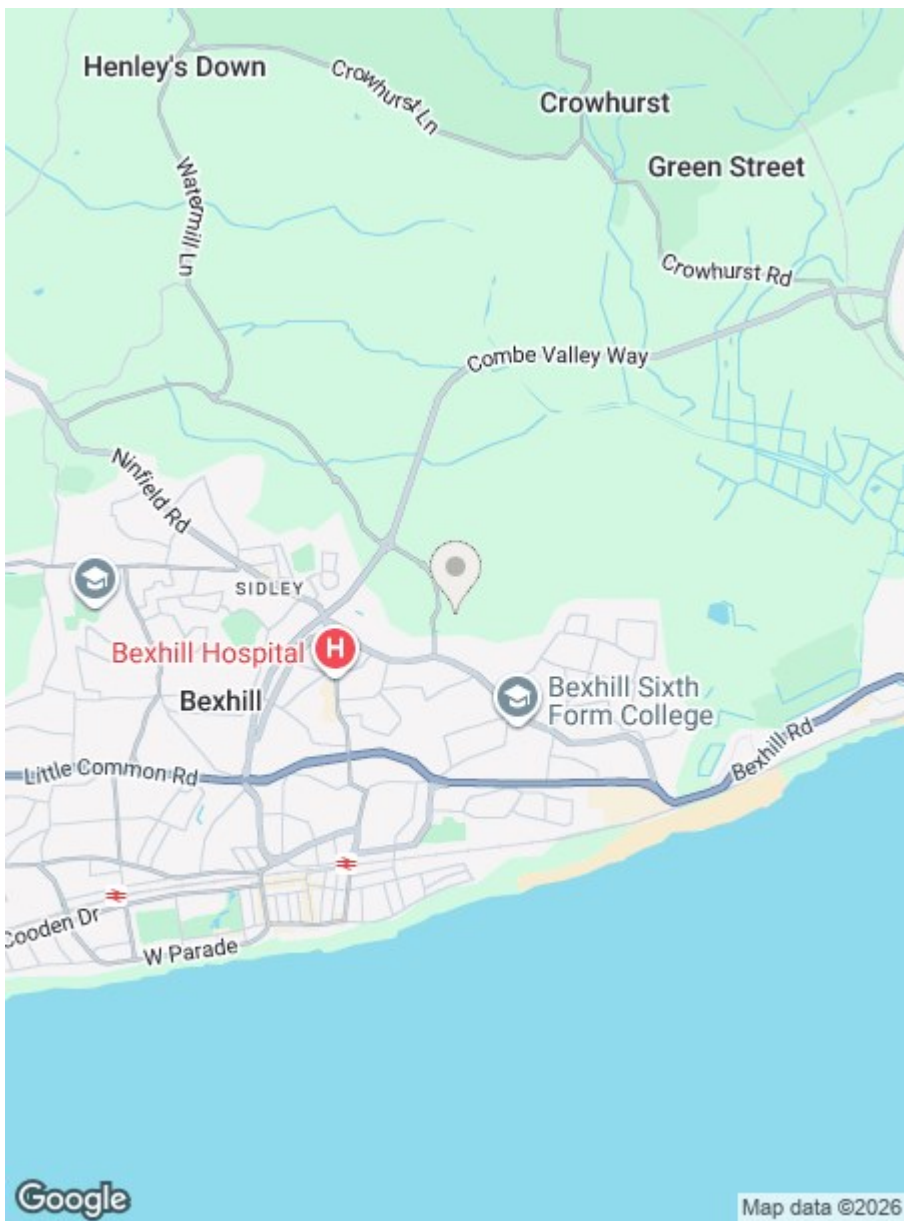 Henley's Down
Crowhurst Ln
Crowhurst
Green Street
Watermill Ln
Crowhurst Rd
Combe Valley Way
Ninfield Rd
SIDLEY
H
Bexhill Hospital
Bexhill
Bexhill Sixth
Form College
Bexhill Rd
Little Common Rd
Cooden Dr
W Parade
Google
Map data ©2026